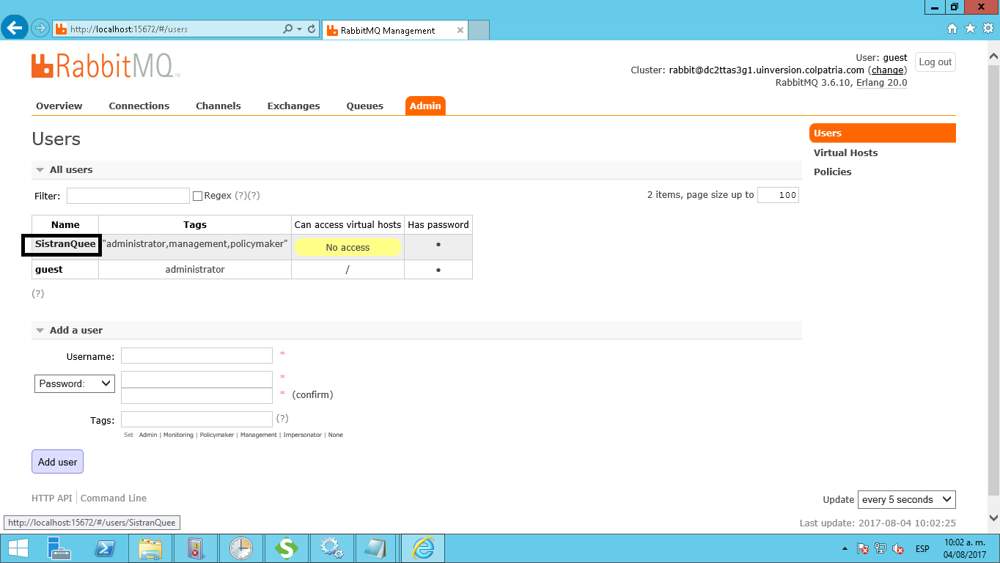 http://localhost:15672/#/users
RabbitMQ Management
RabbitMQ TM
User: guest
Log out
Cluster: rabbit@dc2ttas3g1.uinversion.colpatria.com (change)
RabbitMQ 3.6.10, Erlang 20.0
Overview Connections Channels Exchanges Queues Admin
Users
Users
Virtual Hosts
Policies
All users
Filter: Regex (?)(?) 2 items, page size up to 100
Name Tags Can access virtual hosts Has password
SistranQuee "administrator,management,policymaker" No access •
guest administrator / •
(?)
Add a user
Username: *
Password: *
* (confirm)
Tags: (?)
Set Admin | Monitoring | Policymaker | Management | Impersonator | None
Add user
HTTP API Command Line
Update every 5 seconds
http://localhost:15672/#/users/SistranQuee
Last update: 2017-08-04 10:02:25
ESP
10:02 a. m.
04/08/2017